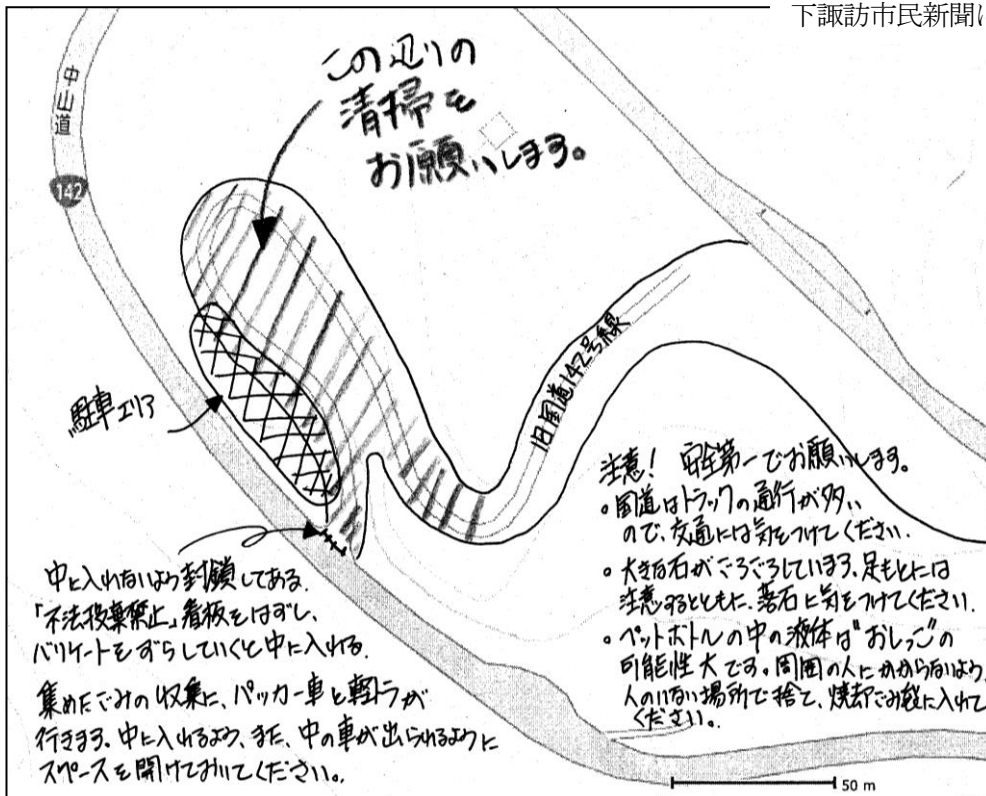 下諏訪市民新聞に
この辺りの
清掃を
お願いします。
中山道
142
旧国道142号線
駐車エリア
中に入れないよう封鎖してある。
「不法投棄禁止」看板をはずし、
バリケートをずらしていくと中に入れる。
集めたごみの収集に、パッカー車と軽トラが
行きます。中に入れるよう、また、中の車が出られるように
スペースを開けておいてください。
注意! 安全第一でお願いします。
・国道はトラックの通行が多い
ので、交通には気をつけてください。
・大きな石がごろごろしています。足もとには
注意するとともに、落石に気をつけてください。
・ペットボトルの中の液体は"おしっこ"の
可能性大です。周囲の人にかからないよう、
人のいない場所で捨て、焼却ごみ袋に入れて
ください。
50 m